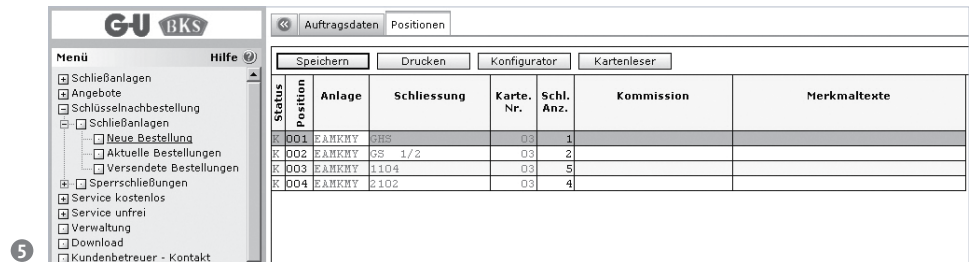 G-U BKS
Menü Hilfe ?
Schließanlagen
Angebote
Schlüsselnachbestellung
Schließanlagen
Neue Bestellung
Aktuelle Bestellungen
Versendete Bestellungen
Sperrschließungen
Service kostenlos
Service unfrei
Verwaltung
Download
Kundenbetreuer - Kontakt
5
Auftragsdaten Positionen
Speichern Drucken Konfigurator Kartenleser
Status Position Anlage Schliessung Karte. Nr. Schl. Anz. Kommission Merkmaltexte
K 001 EAMKMY GHS 03 1
K 002 EAMKMY GS 1/2 03 2
K 003 EAMKMY 1104 03 5
K 004 EAMKMY 2102 03 4